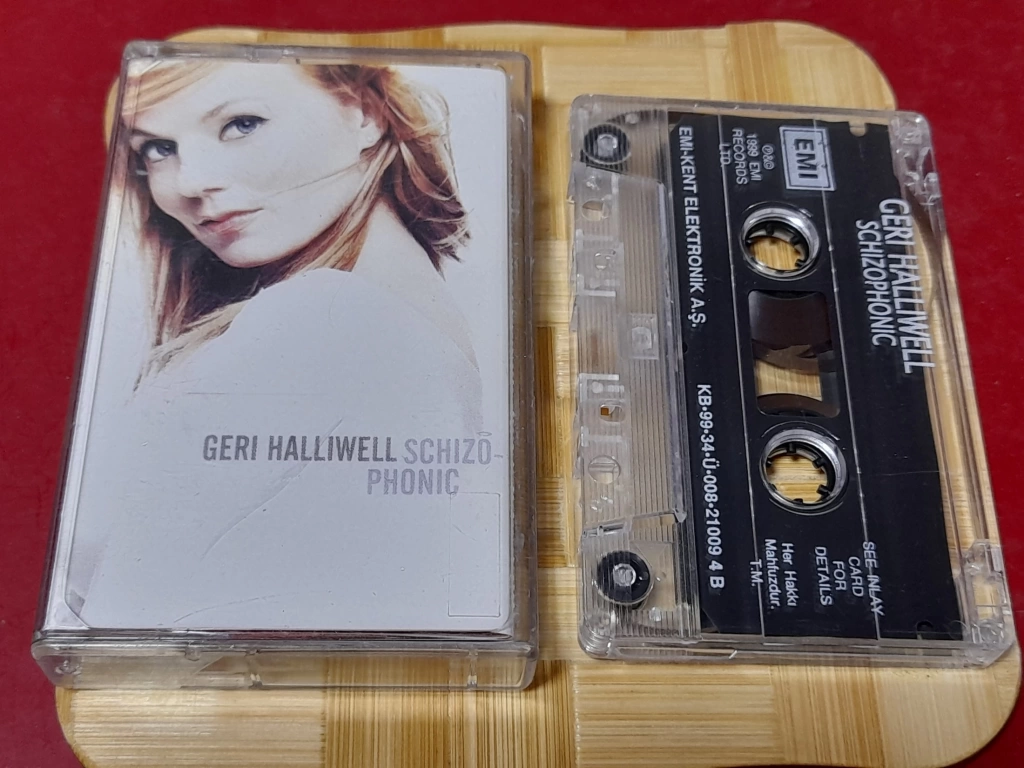 GERI HALLIWELL SCHIZO-
PHONIC
GERI HALLIWELL
SCHIZOPHONIC
EMI
℗&©
1999 EMI
RECORDS
LTD.
SEE INLAY
CARD
FOR
DETAILS
Her Hakkı
Mahfuzdur.
T.M.
EMI-KENT ELEKTRONİK A.Ş.
KB•99•34•Ü•008•21009 4 B